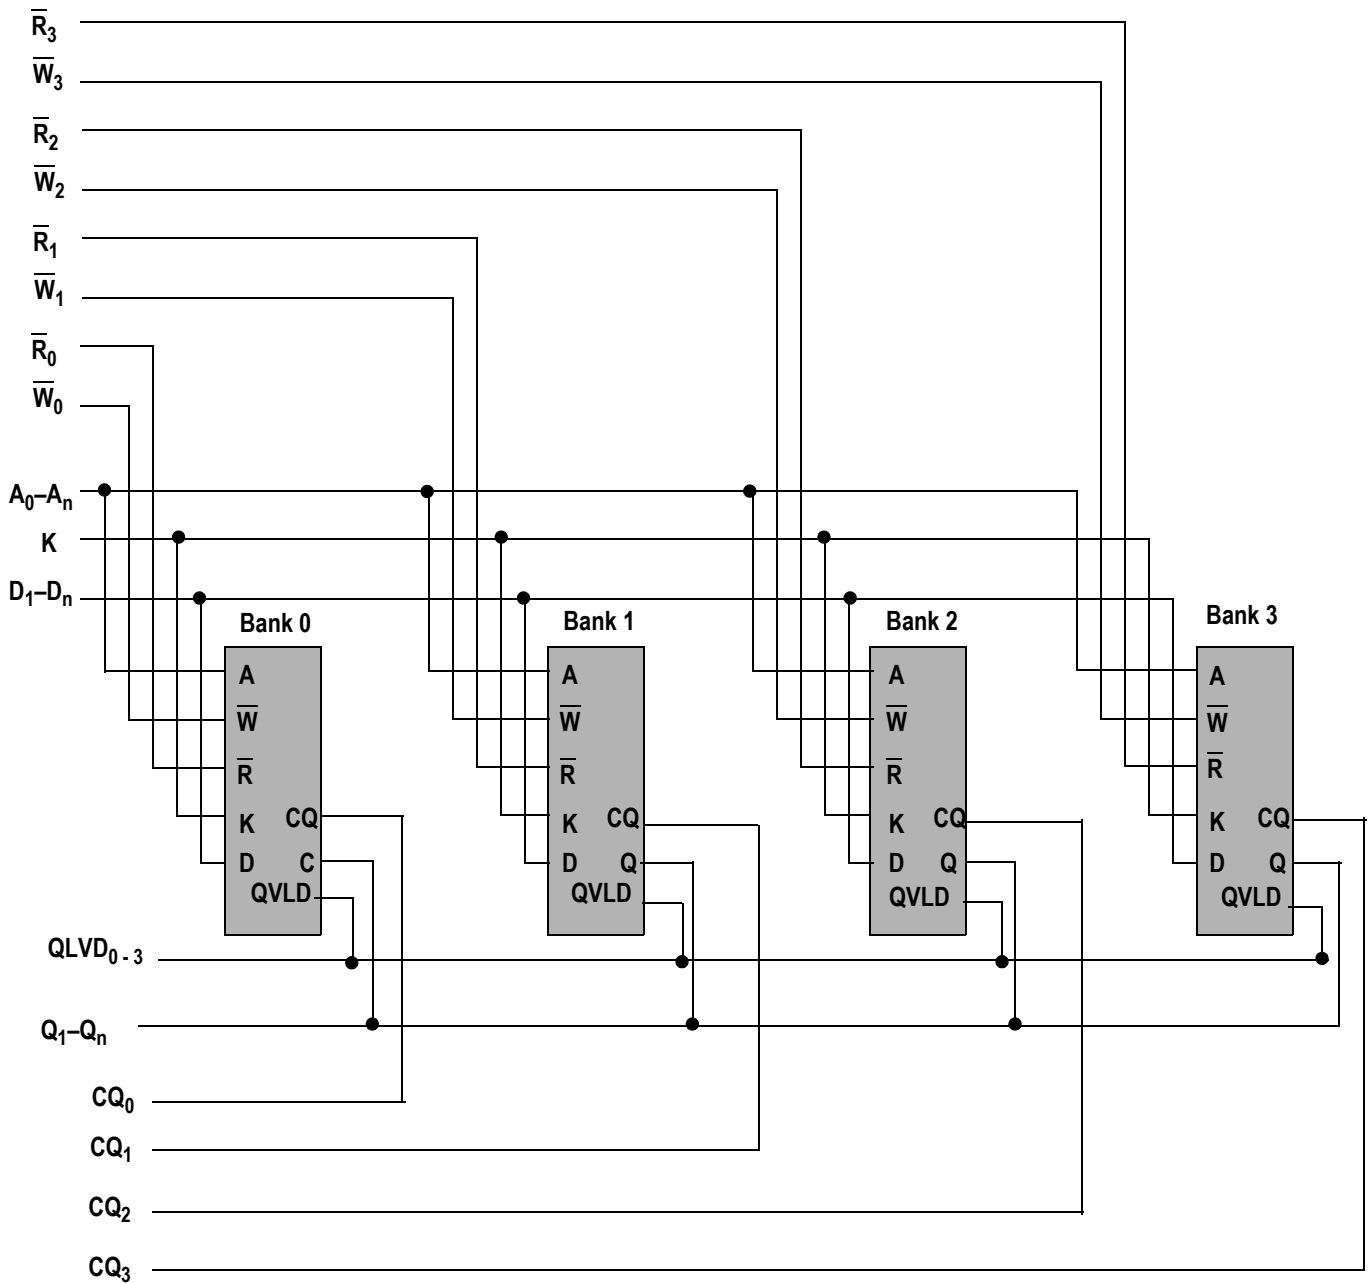 R̅3
W̅3
R̅2
W̅2
R̅1
W̅1
R̅0
W̅0
A0–An
K
D1–Dn
Bank 0
A
W̅
R̅
K CQ
D C
QVLD
Bank 1
A
W̅
R̅
K CQ
D Q
QVLD
Bank 2
A
W̅
R̅
K CQ
D Q
QVLD
Bank 3
A
W̅
R̅
K CQ
D Q
QVLD
QLVD0 - 3
Q1–Qn
CQ0
CQ1
CQ2
CQ3